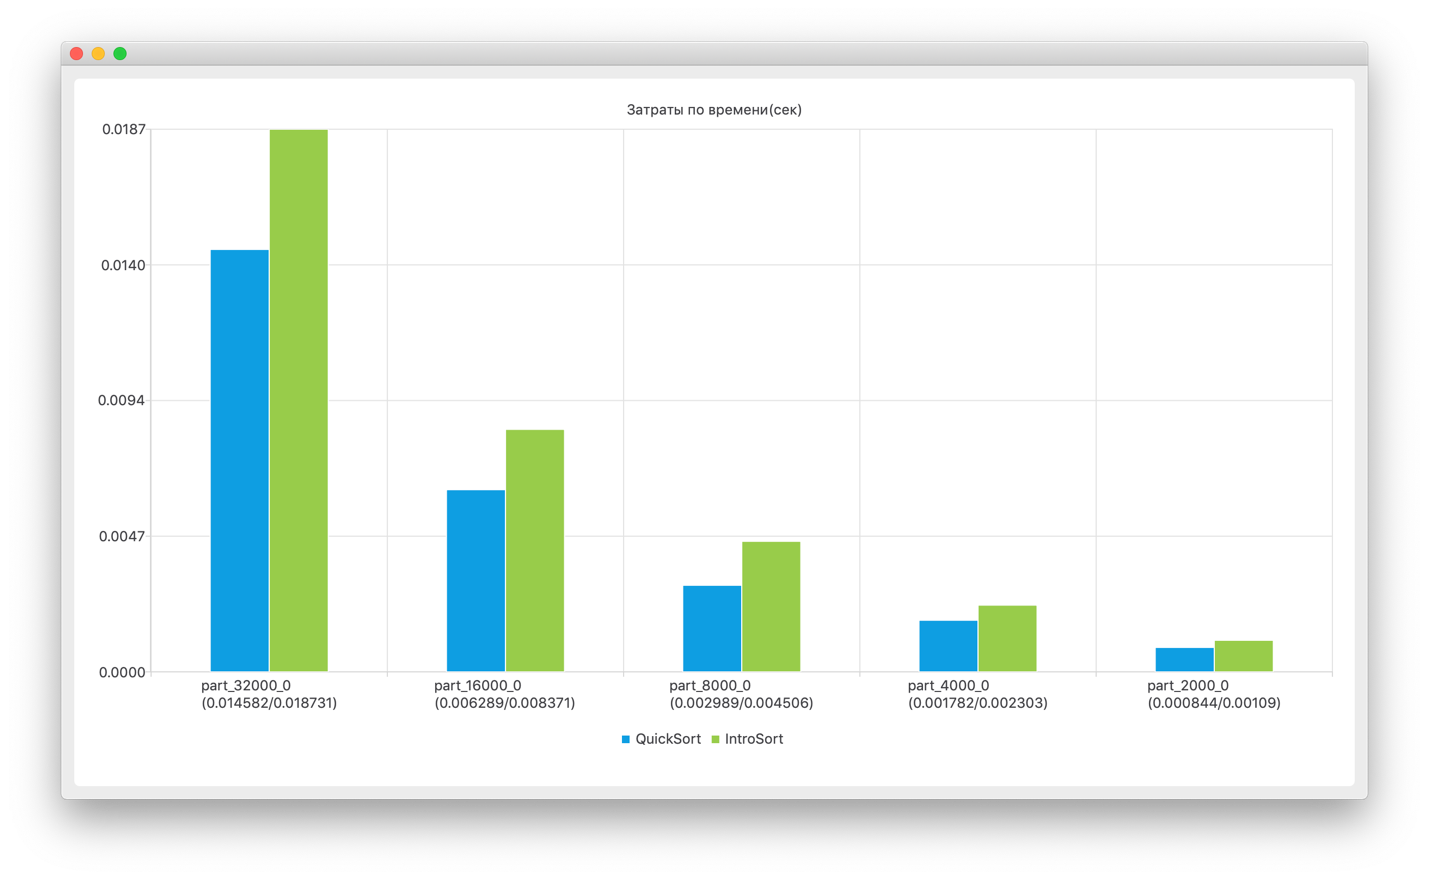 Затраты по времени(сек)
0.0187
0.0140
0.0094
0.0047
0.0000
part_32000_0
(0.014582/0.018731)
part_16000_0
(0.006289/0.008371)
part_8000_0
(0.002989/0.004506)
part_4000_0
(0.001782/0.002303)
part_2000_0
(0.000844/0.00109)
QuickSort IntroSort